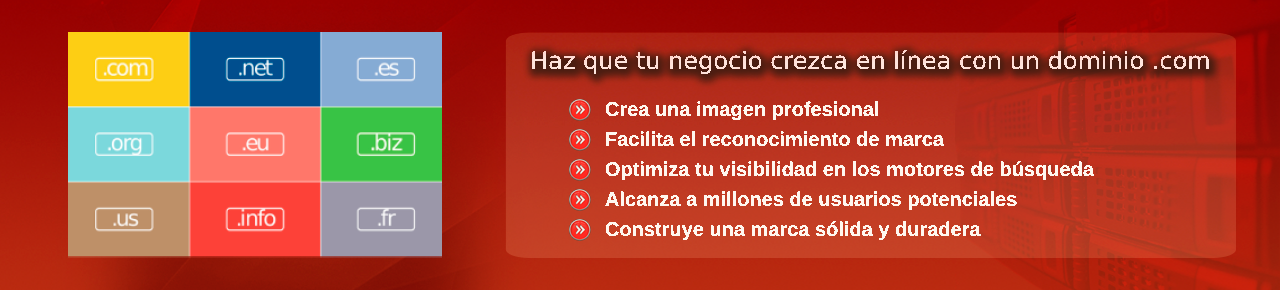 .com .net .es
.org .eu .biz
.us .info .fr
Haz que tu negocio crezca en línea con un dominio .com
Crea una imagen profesional
Facilita el reconocimiento de marca
Optimiza tu visibilidad en los motores de búsqueda
Alcanza a millones de usuarios potenciales
Construye una marca sólida y duradera